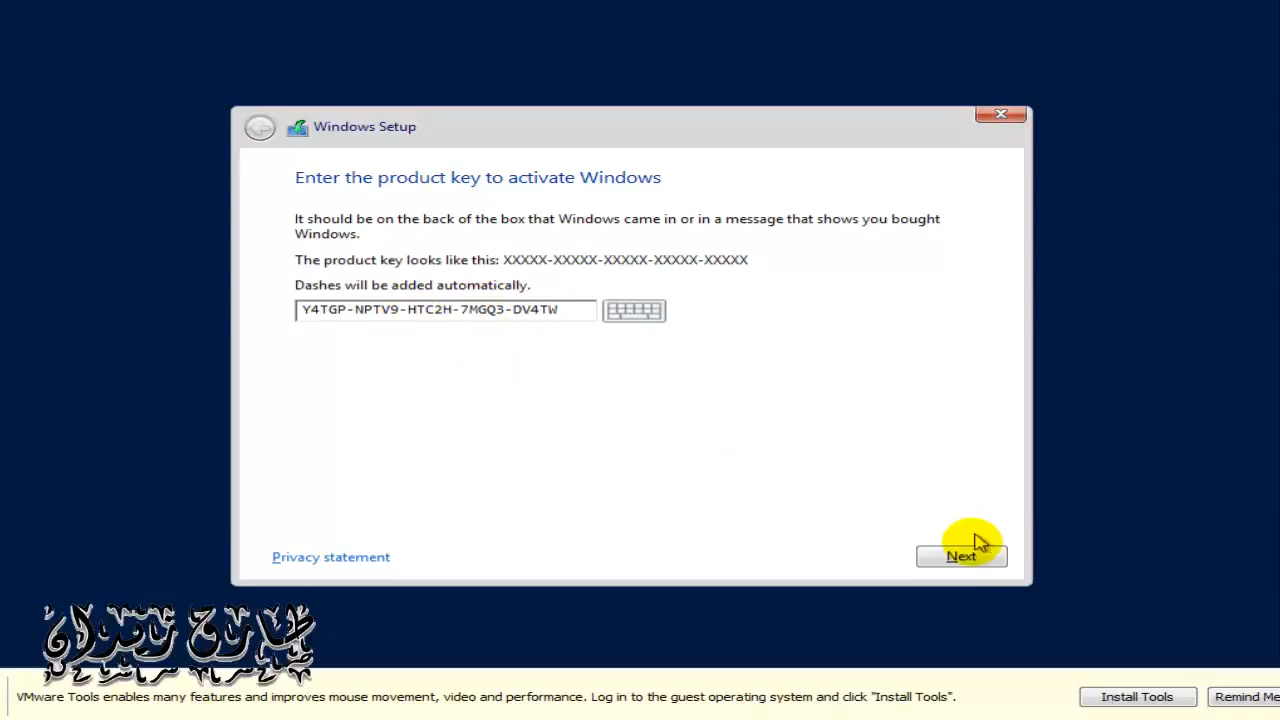 Windows Setup
Enter the product key to activate Windows
It should be on the back of the box that Windows came in or in a message that shows you bought
Windows.
The product key looks like this: XXXXX-XXXXX-XXXXX-XXXXX-XXXXX
Dashes will be added automatically.
Y4TGP-NPTV9-HTC2H-7MGQ3-DV4TW
Next
Privacy statement
طارق زيدان
VMware Tools enables many features and improves mouse movement, video and performance. Log in to the guest operating system and click "Install Tools".
Install Tools
Remind Me